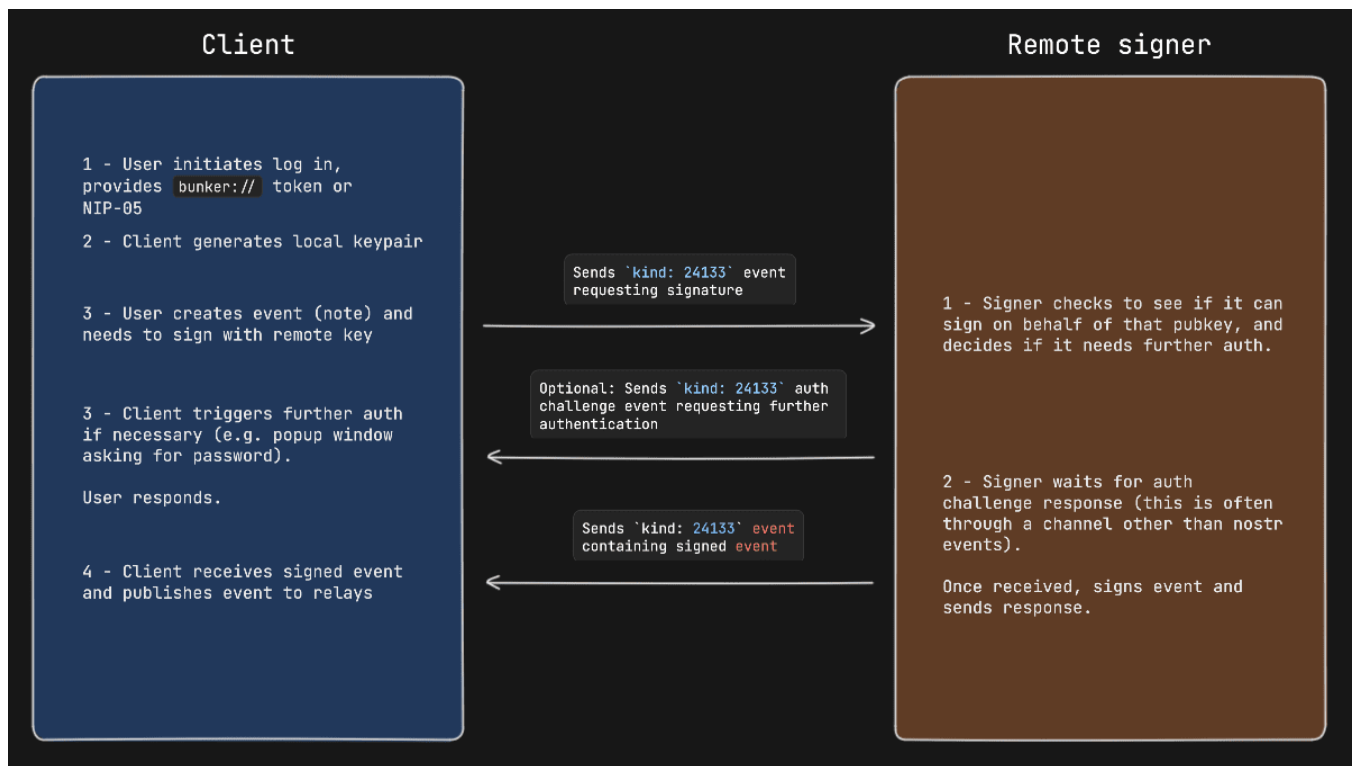 Client
Remote signer
1 - User initiates log in,
provides bunker:// token or
NIP-05
2 - Client generates local keypair
3 - User creates event (note) and
needs to sign with remote key
3 - Client triggers further auth
if necessary (e.g. popup window
asking for password).
User responds.
4 - Client receives signed event
and publishes event to relays
Sends `kind: 24133` event
requesting signature
Optional: Sends `kind: 24133` auth
challenge event requesting further
authentication
Sends `kind: 24133` event
containing signed event
1 - Signer checks to see if it can
sign on behalf of that pubkey, and
decides if it needs further auth.
2 - Signer waits for auth
challenge response (this is often
through a channel other than nostr
events).
Once received, signs event and
sends response.